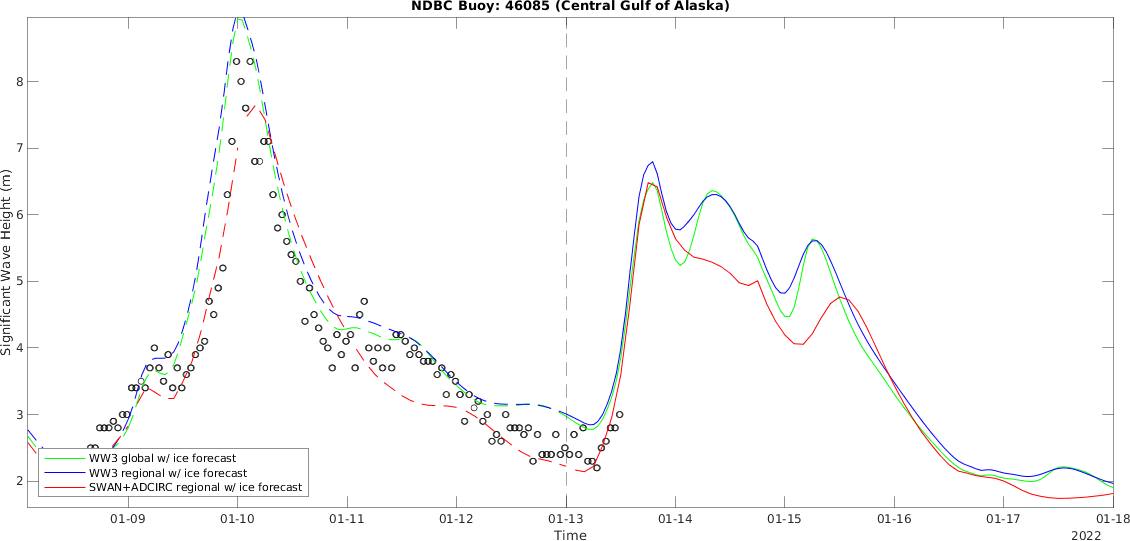 NDBC Buoy: 46085 (Central Gulf of Alaska)
Significant Wave Height (m)
8
7
6
5
4
3
2
WW3 global w/ ice forecast
WW3 regional w/ ice forecast
SWAN+ADCIRC regional w/ ice forecast
01-09 01-10 01-11 01-12 01-13 01-14 01-15 01-16 01-17 01-18
Time
2022